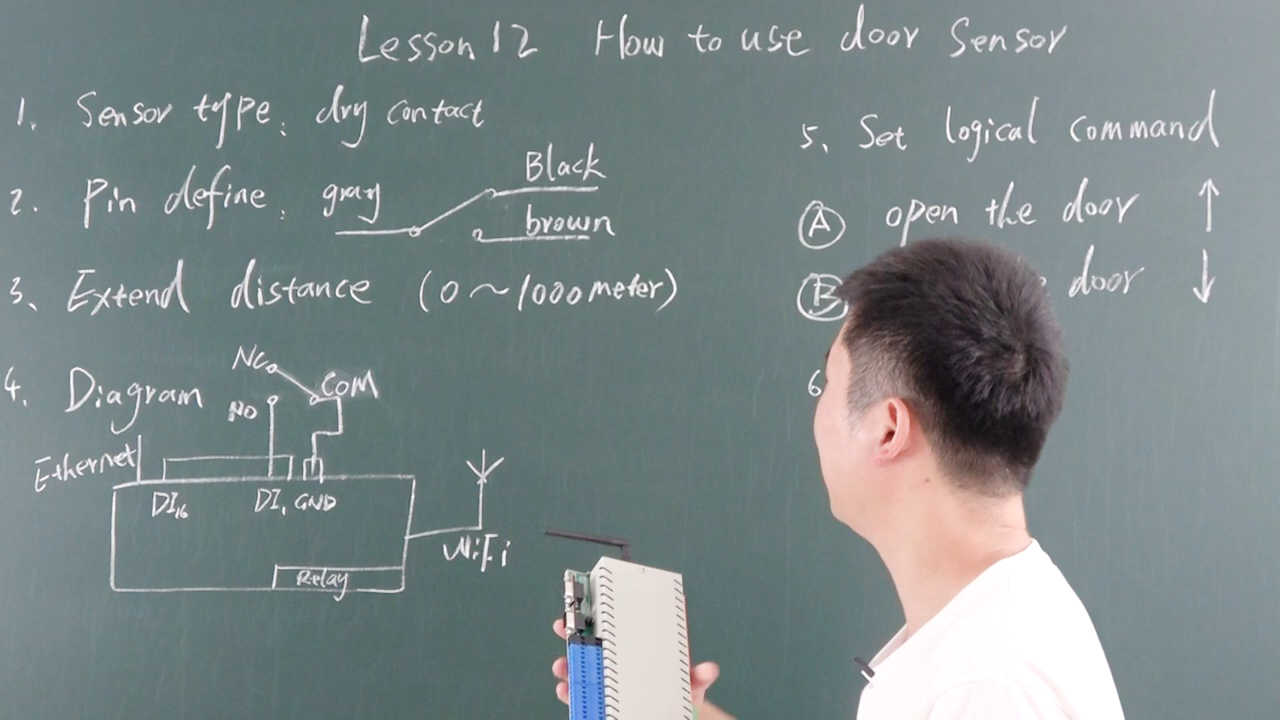 Lesson 12 How to use door Sensor
1. Sensor type: dry contact
2. Pin define: gray
Black
brown
3. Extend distance (0~1000meter)
4. Diagram
NC
COM
NO
Ethernet
DI16
DI1 GND
WiFi
Relay
5. Set logical command
A open the door ↑
B door ↓
6